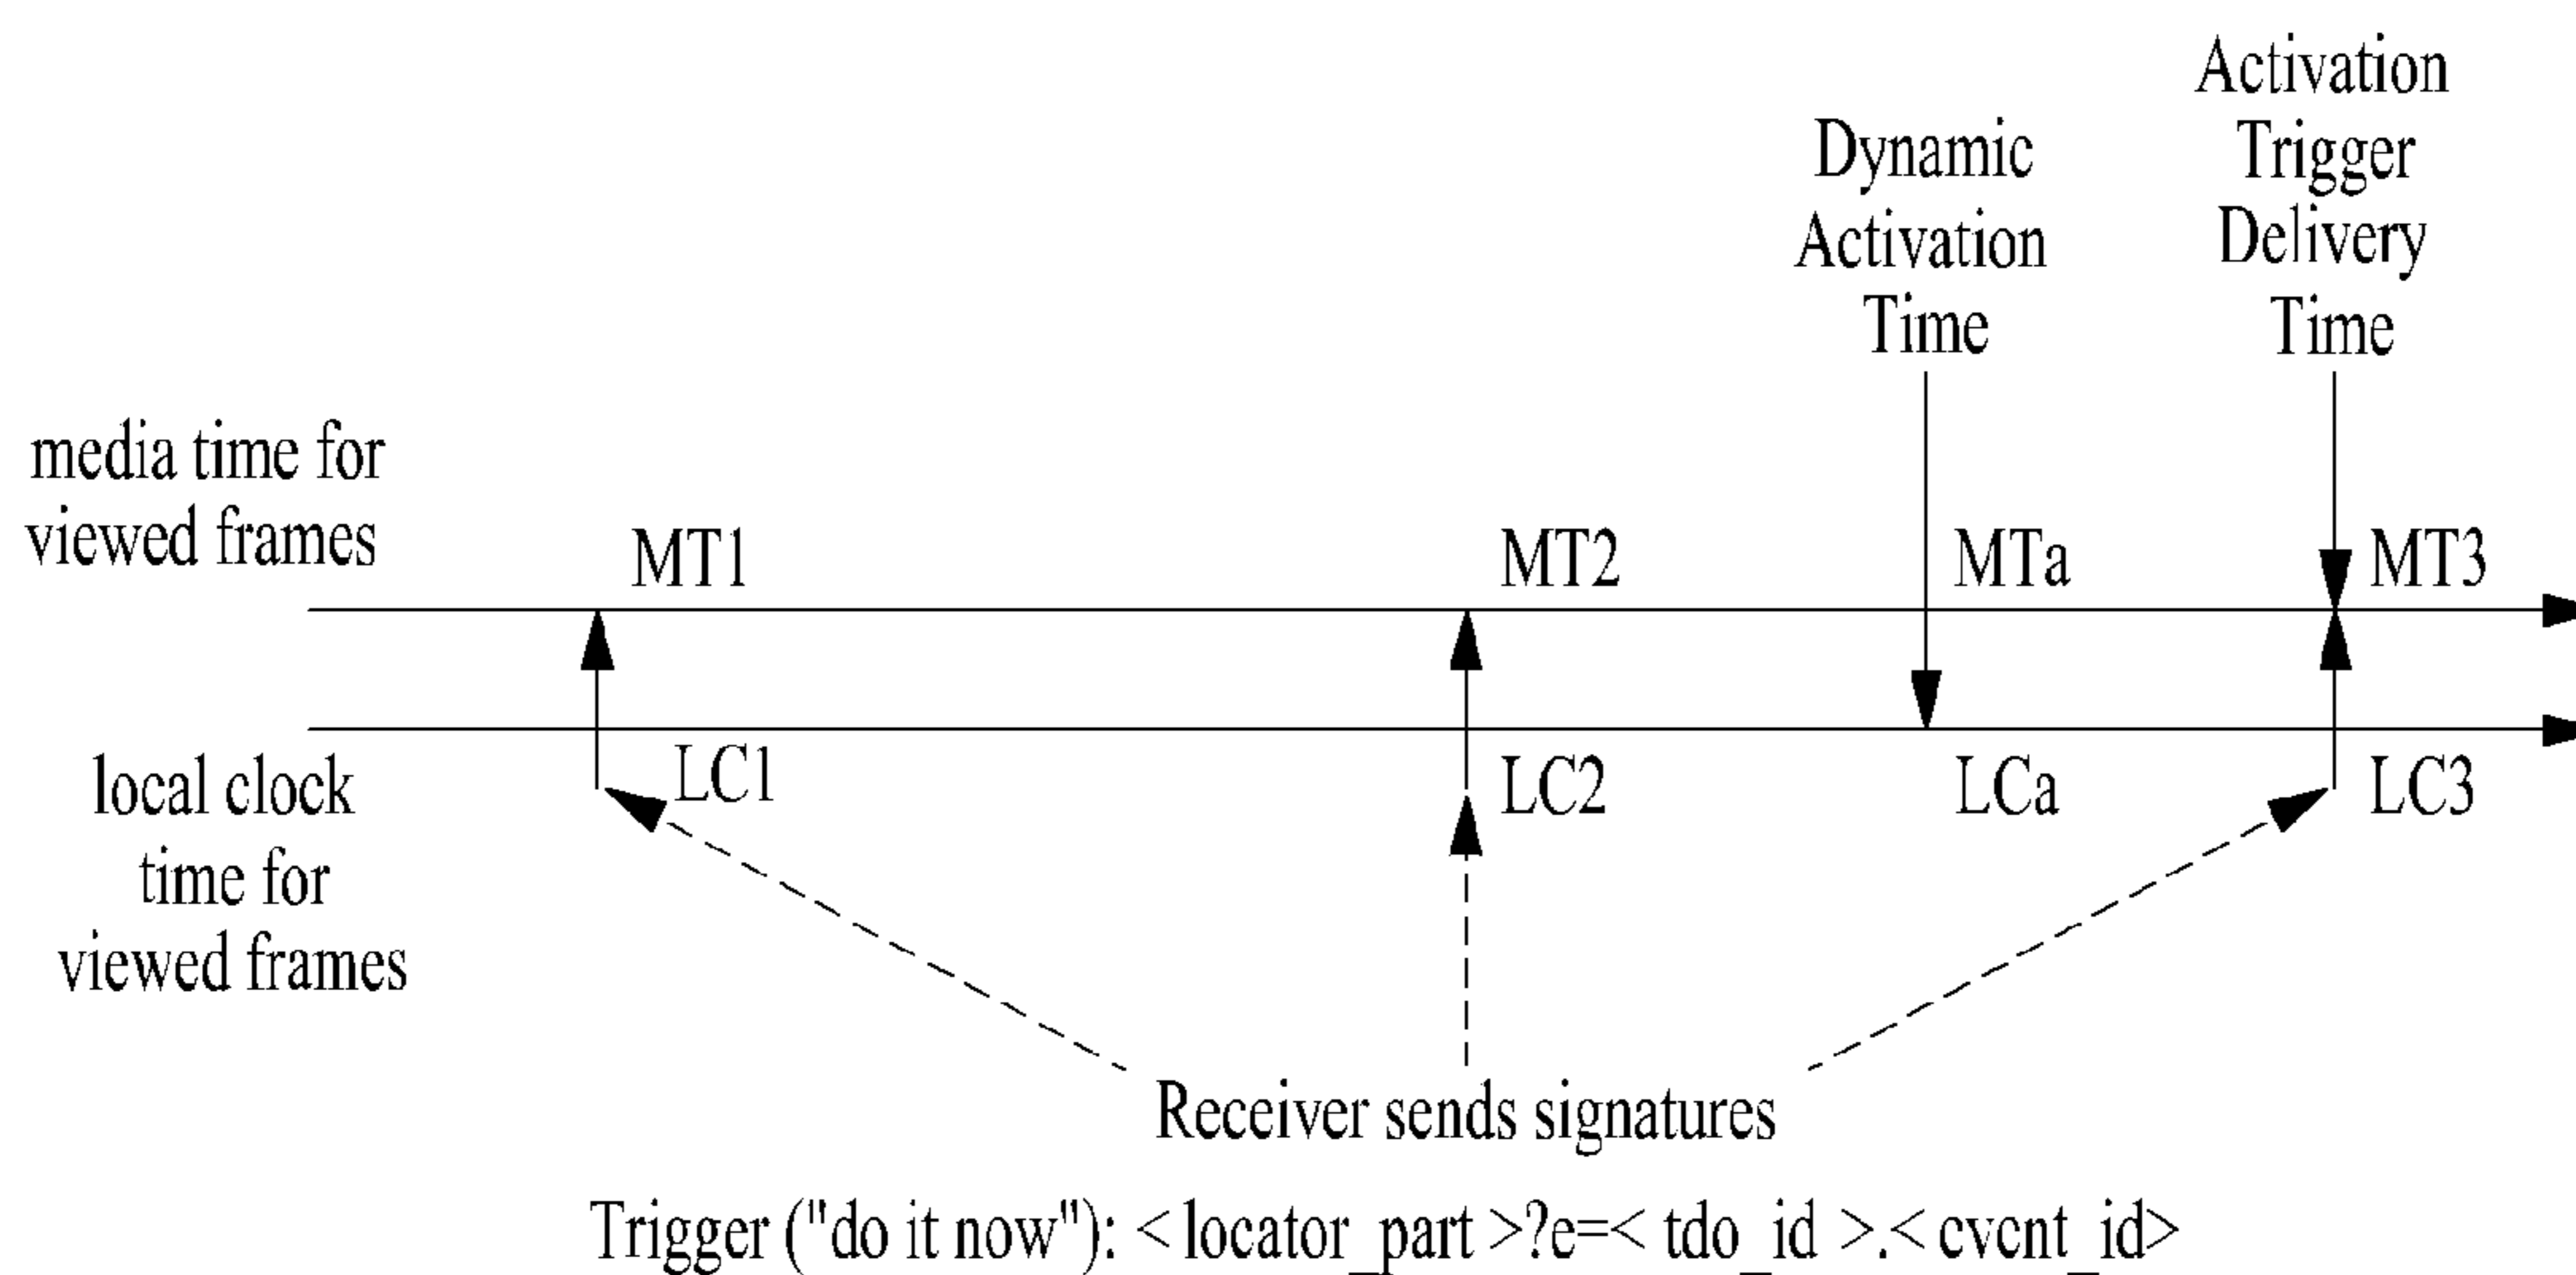 Activation
Trigger
Delivery
Time
Dynamic
Activation
Time
media time for
viewed frames
MT1
MT2
MTa
MT3
local clock
time for
viewed frames
LC1
LC2
LCa
LC3
Receiver sends signatures
Trigger ("do it now"): < locator_part >?e=< tdo_id >.< cvcnt_id>